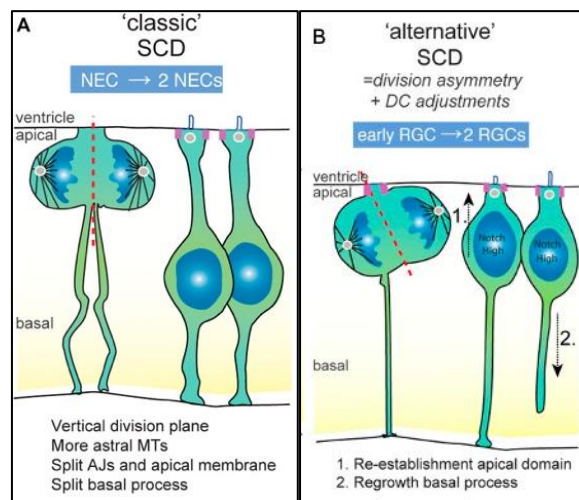 A
'classic'
SCD
NEC → 2 NECs
ventricle
apical
basal
Vertical division plane
More astral MTs
Split AJs and apical membrane
Split basal process
B
'alternative'
SCD
=division asymmetry
+ DC adjustments
early RGC→2 RGCs
ventricle
apical
1.
Notch
High
Notch
High
basal
2.
1. Re-establishment apical domain
2. Regrowth basal process